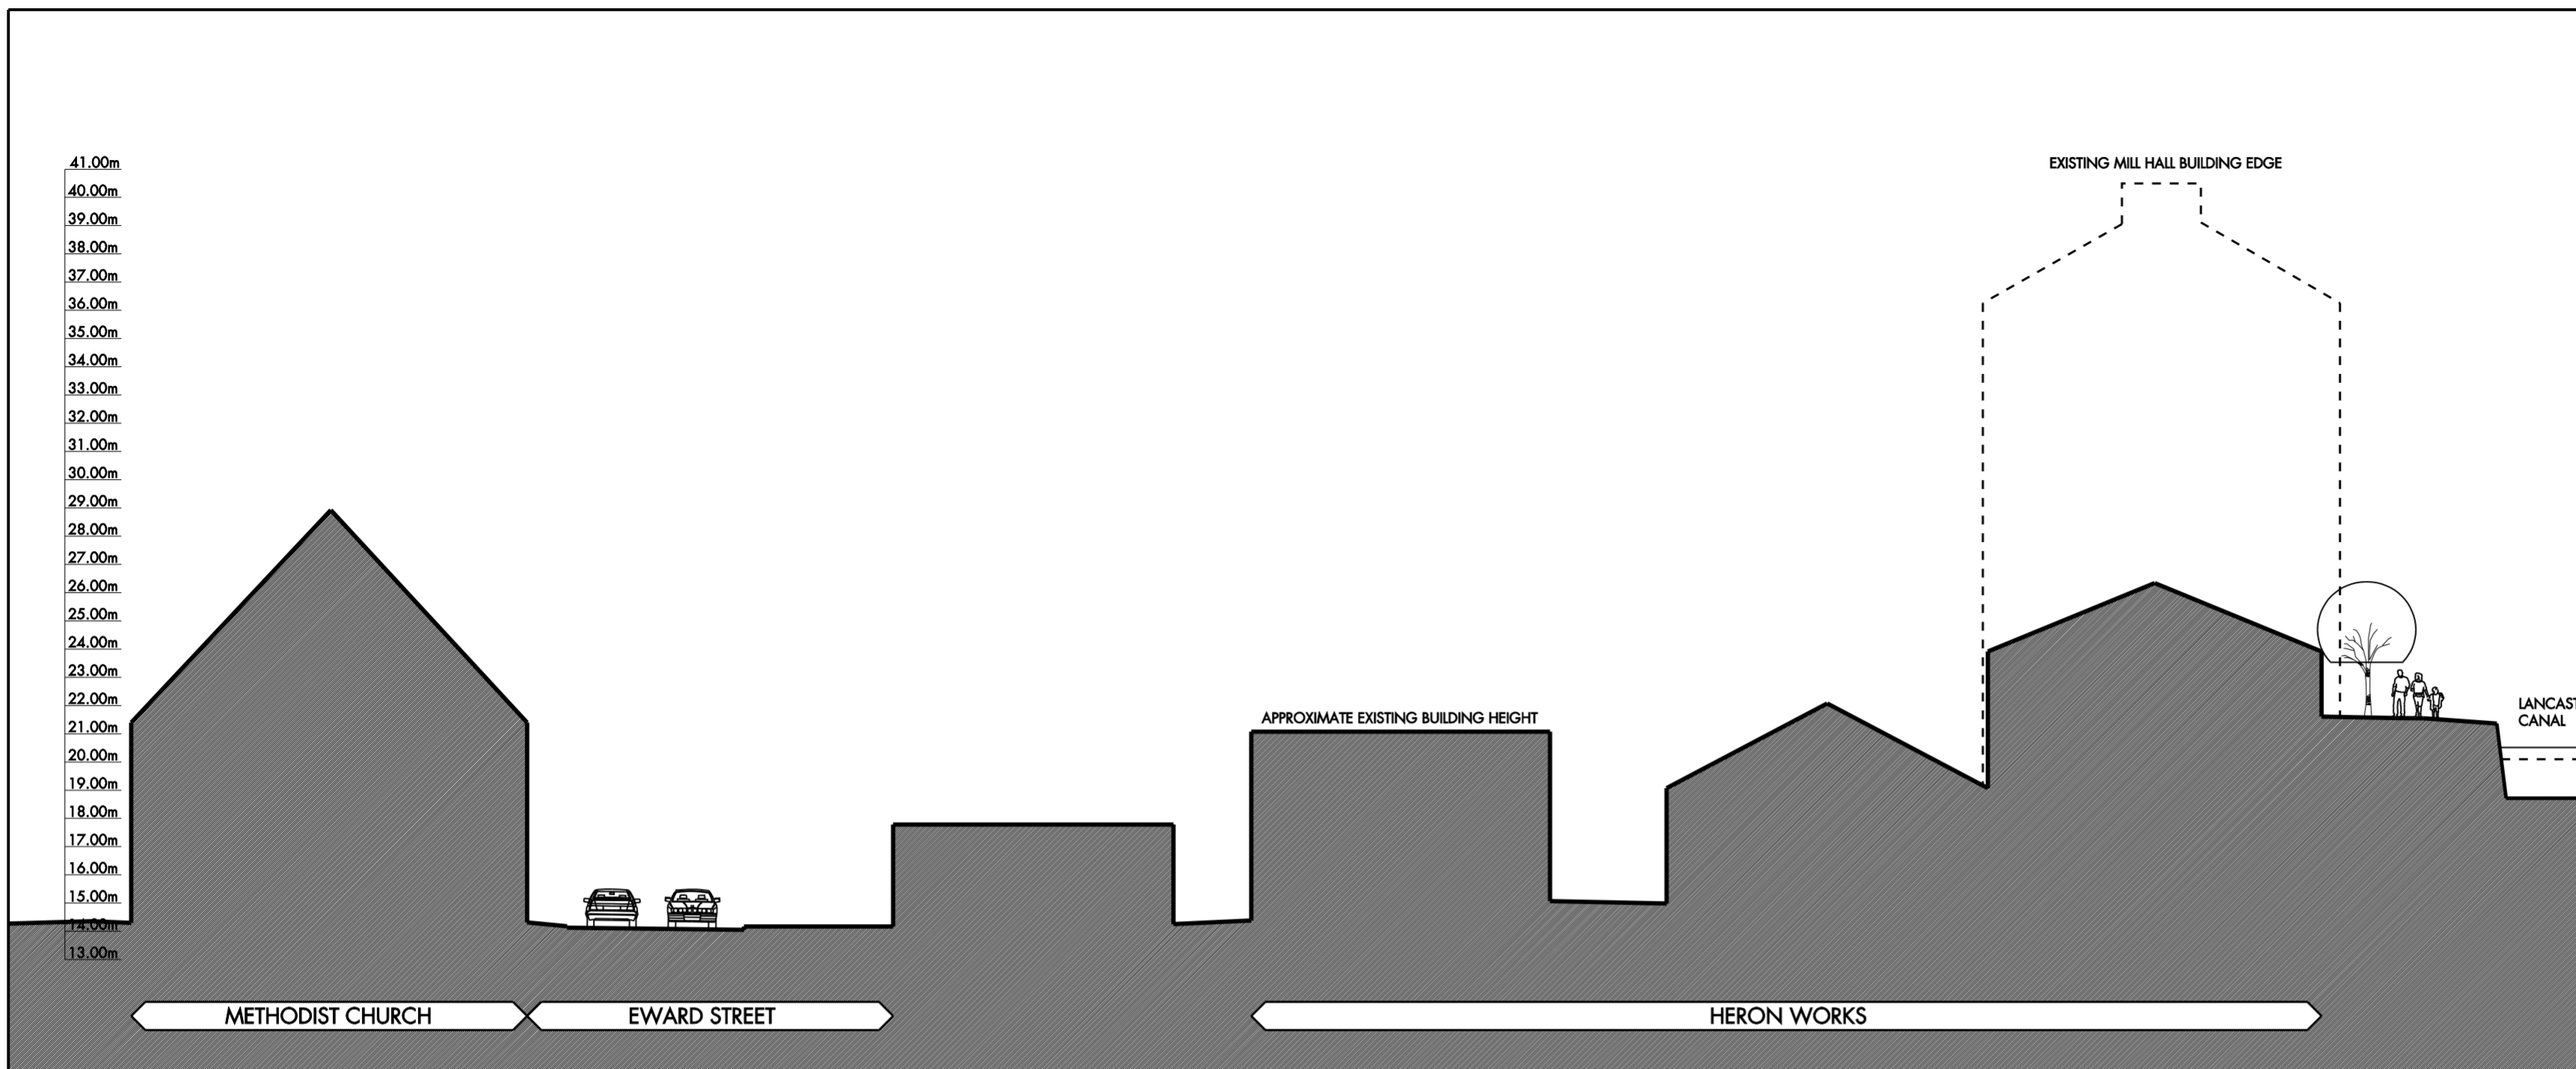 41.00m
40.00m
39.00m
38.00m
37.00m
36.00m
35.00m
34.00m
33.00m
32.00m
31.00m
30.00m
29.00m
28.00m
27.00m
26.00m
25.00m
24.00m
23.00m
22.00m
21.00m
20.00m
19.00m
18.00m
17.00m
16.00m
15.00m
14.00m
13.00m
EXISTING MILL HALL BUILDING EDGE
APPROXIMATE EXISTING BUILDING HEIGHT
LANCAST
CANAL
METHODIST CHURCH
EWARD STREET
HERON WORKS